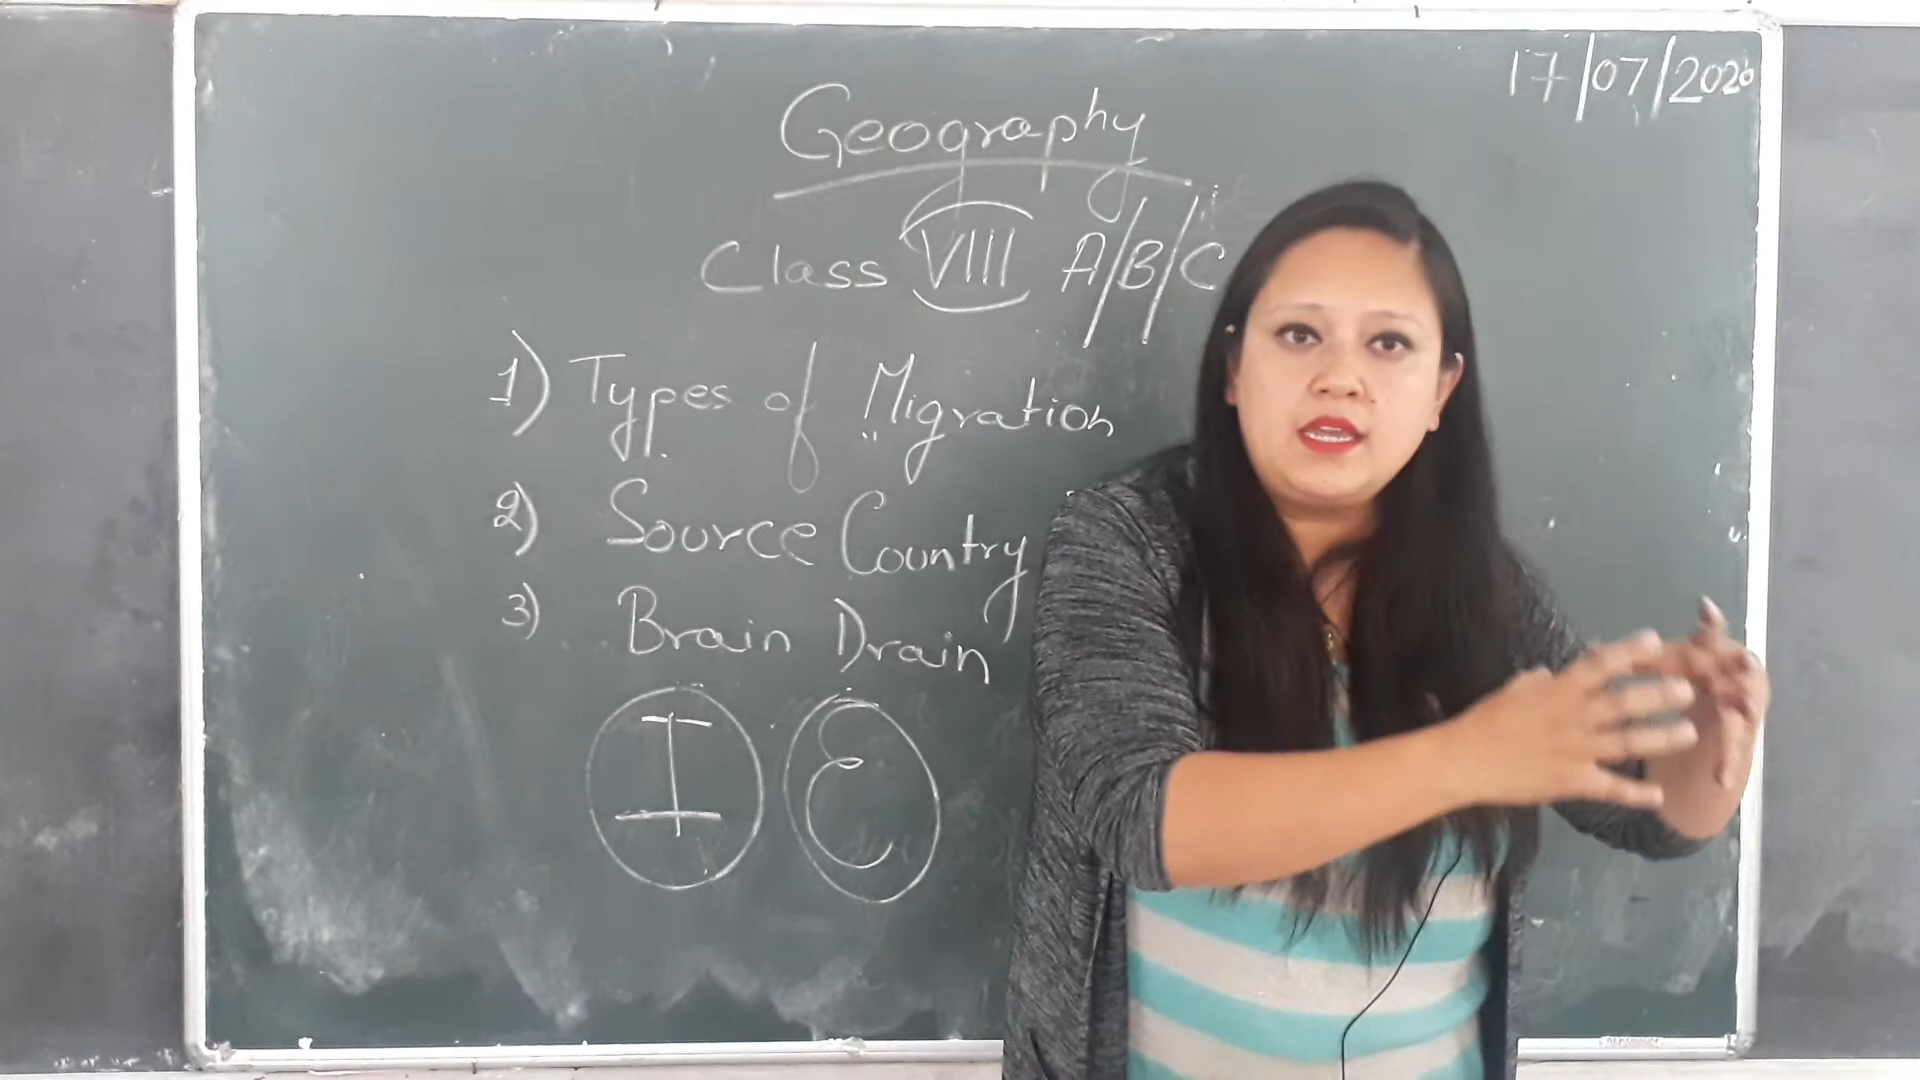 17/07/2020
Geography
Class VIII A/B/C
1) Types of Migration
2) Source Country
3) Brain Drain
I E